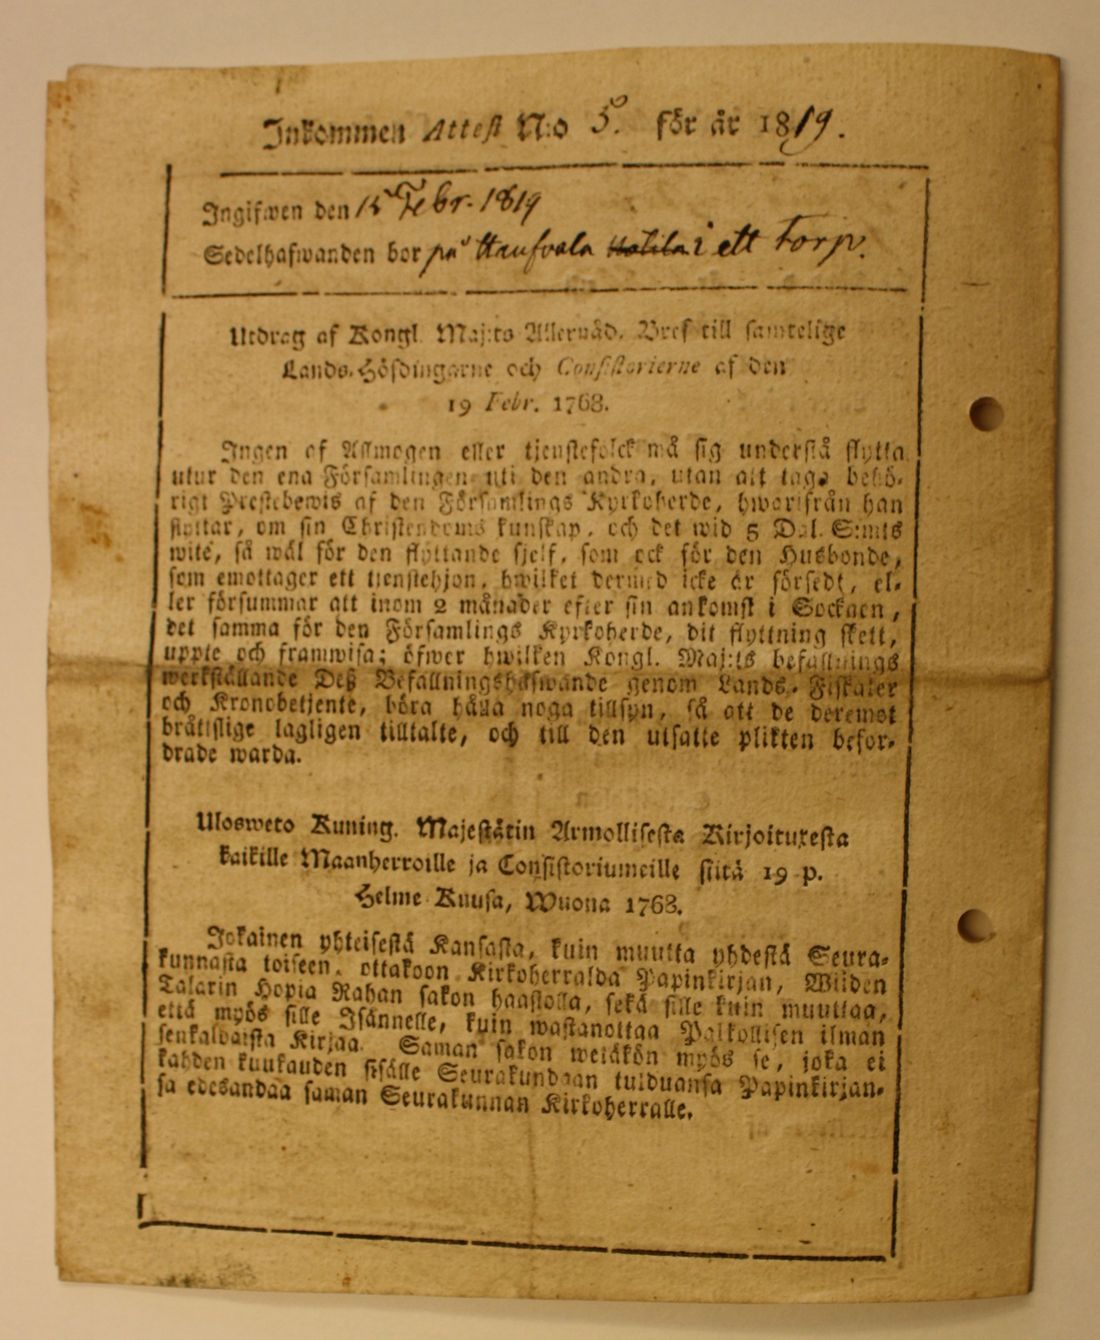 Inkommen Attest N:o 5. för år 1819.
Ingifwen den 15 Febr. 1819
Sedelhafwanden bor på i ett Torp.
Utdrag af Kongl. Maj:ts Allernåd. Bref till samtelige
Lands-Höfdingarne och Consistorierne af den
19 Febr. 1768.
Ingen af Allmogen eller tjenstefolck må sig understå flytta
utur den ena Församlingen uti den andra, utan att taga behö-
rigt Prestebewis af den Församlings Kyrkoherde, hwarifrån han
flyttar, om sin Christendoms kunskap, och det wid 5 Dal. S:mts
wite, så wäl för den flyttande sjelf, som ock för den Husbonde,
som emottager ett tjenstehjon, hwilket dermed icke är försedt, el-
ler försummar att inom 2 månader efter sin ankomst i Socknen,
det samma för den Församlings Kyrkoherde, dit flyttning skett,
uppte och framwisa; öfwer hwilken Kongl. Maj:ts befallnings
werkställande Deß Befallningshafwande genom Lands-Fiskaler
och Kronobetjente, böra hålla noga tillsyn, så att de deremot
bråttslige lagligen tilltalte, och till den utsatte plikten befor-
drade warda.
Ulosweto Kuning. Majestätin Armollisesta Kirjoituxesta
kaikille Maanherroille ja Consistoriumeille siitä 19 p.
Helme Kuusa, Wuona 1768.
Jokainen yhteisestä Kansasta, kuin muutta yhdestä Seura-
kunnasta toiseen, ottakoon Kirkoherralda Papinkirjan, Wiiden
Talarin Hopia Rahan sakon haastolla, sekä sille kuin muuttaa,
että myös sille Isännelle, kuin wastanottaa Palkollisen ilman
senkaldaista Kirjaa. Saman sakon wetäkön myös se, joka ei
kahden kuukauden sisälle Seurakundaan tulduansa Papinkirjan-
sa edesandaa saman Seurakunnan Kirkoherralle.